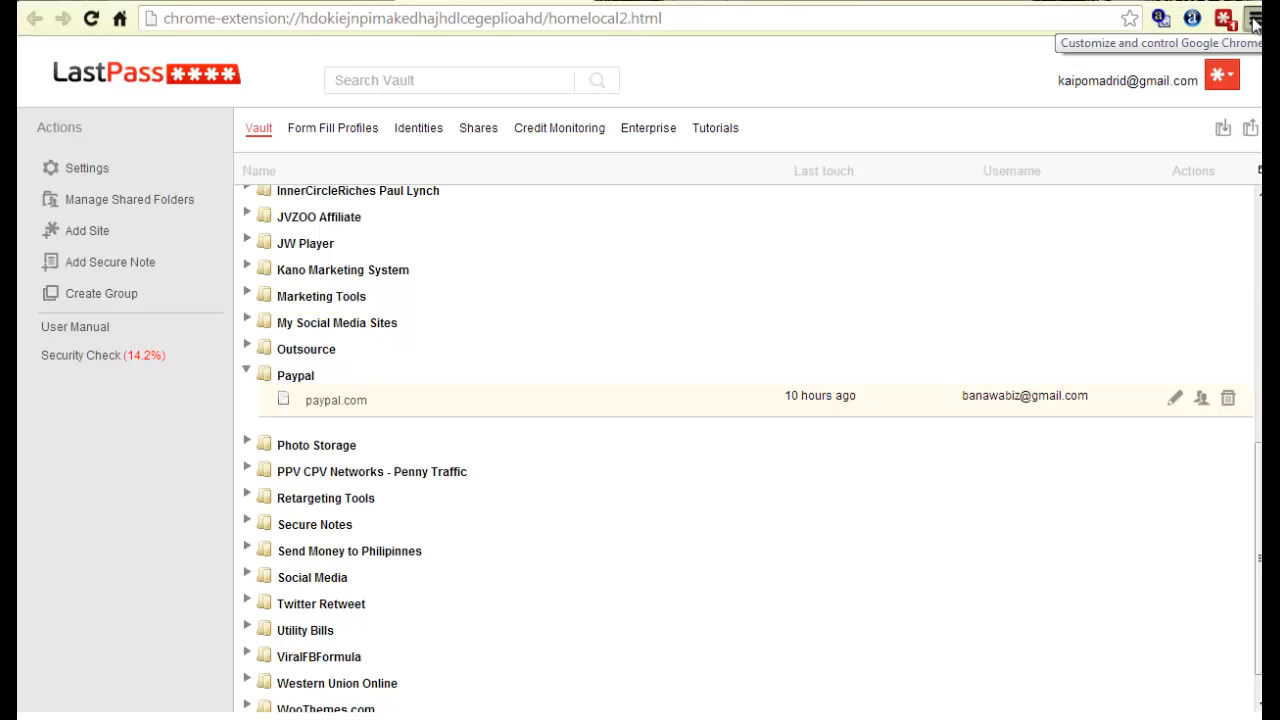 chrome-extension://hdokiejnpimakedhajhdlcegeplioahd/homelocal2.html
Customize and control Google Chrome
LastPass ****
Search Vault
kaipomadrid@gmail.com
Actions
Vault Form Fill Profiles Identities Shares Credit Monitoring Enterprise Tutorials
Name Last touch Username Actions
Settings
Manage Shared Folders
Add Site
Add Secure Note
Create Group
User Manual
Security Check (14.2%)
InnerCircleRiches Paul Lynch
JVZOO Affiliate
JW Player
Kano Marketing System
Marketing Tools
My Social Media Sites
Outsource
Paypal
paypal.com 10 hours ago banawabiz@gmail.com
Photo Storage
PPV CPV Networks - Penny Traffic
Retargeting Tools
Secure Notes
Send Money to Philipinnes
Social Media
Twitter Retweet
Utility Bills
ViralFBFormula
Western Union Online
WooThemes.com